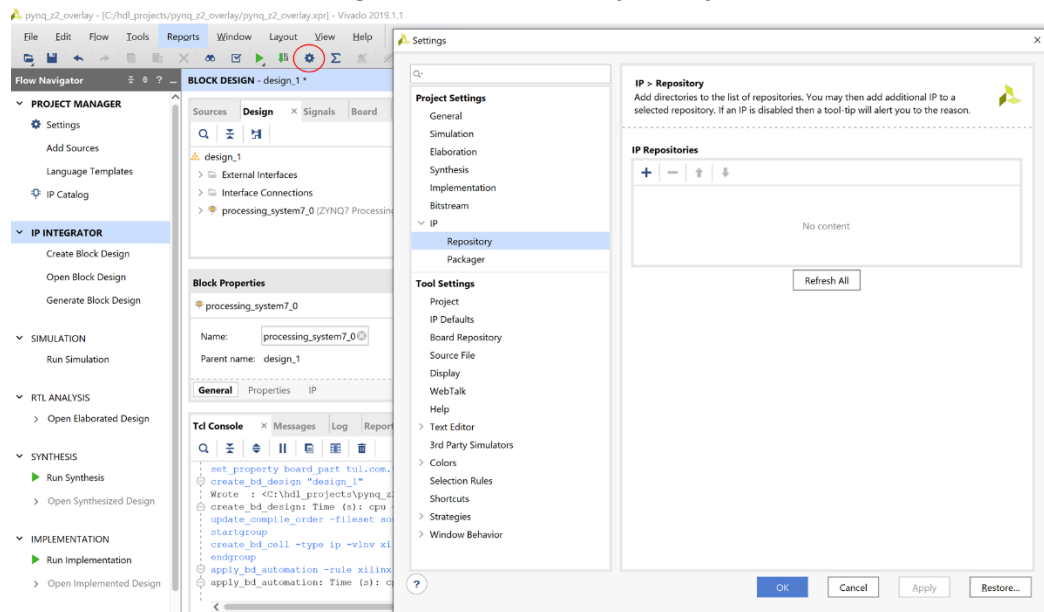 pynq_z2_overlay - [C:/hdl_projects/pynq_z2_overlay/pynq_z2_overlay.xpr] - Vivado 2019.1.1
File Edit Flow Tools Reports Window Layout View Help
Flow Navigator
PROJECT MANAGER
Settings
Add Sources
Language Templates
IP Catalog
IP INTEGRATOR
Create Block Design
Open Block Design
Generate Block Design
SIMULATION
Run Simulation
RTL ANALYSIS
Open Elaborated Design
SYNTHESIS
Run Synthesis
Open Synthesized Design
IMPLEMENTATION
Run Implementation
Open Implemented Design
BLOCK DESIGN - design_1 *
Sources Design Signals Board
design_1
External Interfaces
Interface Connections
processing_system7_0 (ZYNQ7 Processing
Block Properties
processing_system7_0
Name: processing_system7_0
Parent name: design_1
General Properties IP
Tcl Console Messages Log Report
set_property board_part tul.com.
create_bd_design "design_1"
Wrote : <C:\hdl_projects\pynq_z
create_bd_design: Time (s): cpu
update_compile_order -fileset so
startgroup
create_bd_cell -type ip -vlnv xil
endgroup
apply_bd_automation -rule xilinx
apply_bd_automation: Time (s): c
Settings
Project Settings
General
Simulation
Elaboration
Synthesis
Implementation
Bitstream
IP
Repository
Packager
Tool Settings
Project
IP Defaults
Board Repository
Source File
Display
WebTalk
Help
Text Editor
3rd Party Simulators
Colors
Selection Rules
Shortcuts
Strategies
Window Behavior
IP > Repository
Add directories to the list of repositories. You may then add additional IP to a
selected repository. If an IP is disabled then a tool-tip will alert you to the reason.
IP Repositories
No content
Refresh All
OK Cancel Apply Restore...